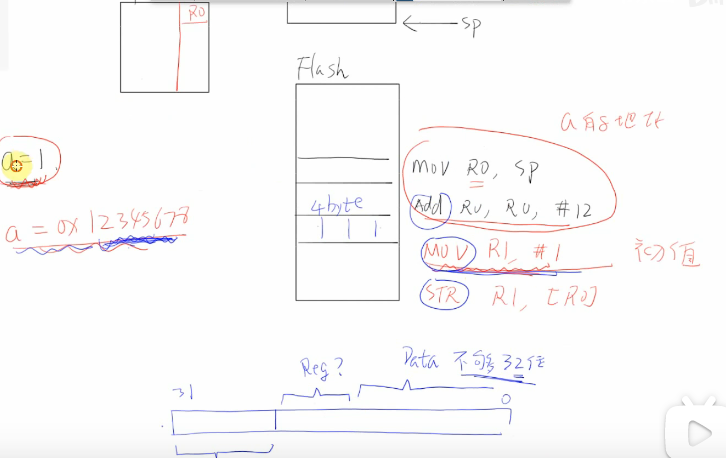 R0
← sp
Flash
a的地址
a=1
MOV R0, SP
4byte
Add R0, R0, #12
a = 0x12345678
MOV R1, #1
初值
STR R1, [R0]
Reg?
Data 不够32位
31
0